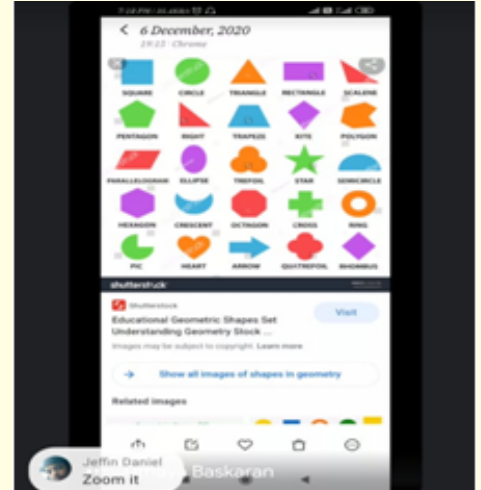 6 December, 2020
19:15 · Chrome
SQUARE CIRCLE TRIANGLE RECTANGLE SCALENE
PENTAGON RIGHT TRAPEZE KITE POLYGON
PARALLELOGRAM ELLIPSE TREFOIL STAR SEMICIRCLE
HEXAGON CRESCENT OCTAGON CROSS RING
PIC HEART ARROW QUATREFOIL RHOMBUS
shutterstock
Shutterstock
Educational Geometric Shapes Set
Understanding Geometry Stock ...
Visit
Images may be subject to copyright. Learn more
Show all images of shapes in geometry
Related images
Jeffin Daniel
Zoom it
Baskaran